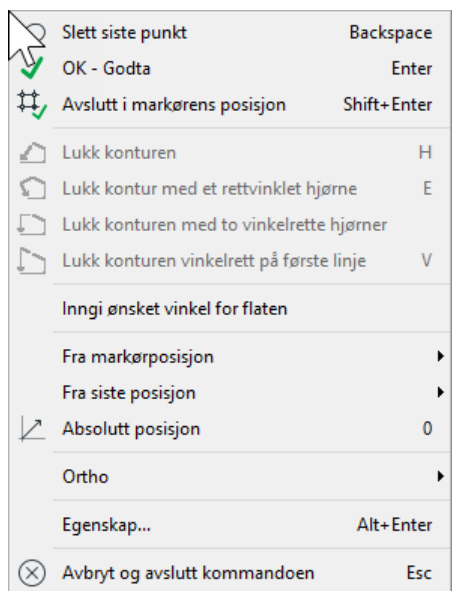 Slett siste punkt Backspace
OK - Godta Enter
Avslutt i markørens posisjon Shift+Enter
Lukk konturen H
Lukk kontur med et rettvinklet hjørne E
Lukk konturen med to vinkelrette hjørner
Lukk konturen vinkelrett på første linje V
Inngi ønsket vinkel for flaten
Fra markørposisjon
Fra siste posisjon
Absolutt posisjon 0
Ortho
Egenskap... Alt+Enter
Avbryt og avslutt kommandoen Esc